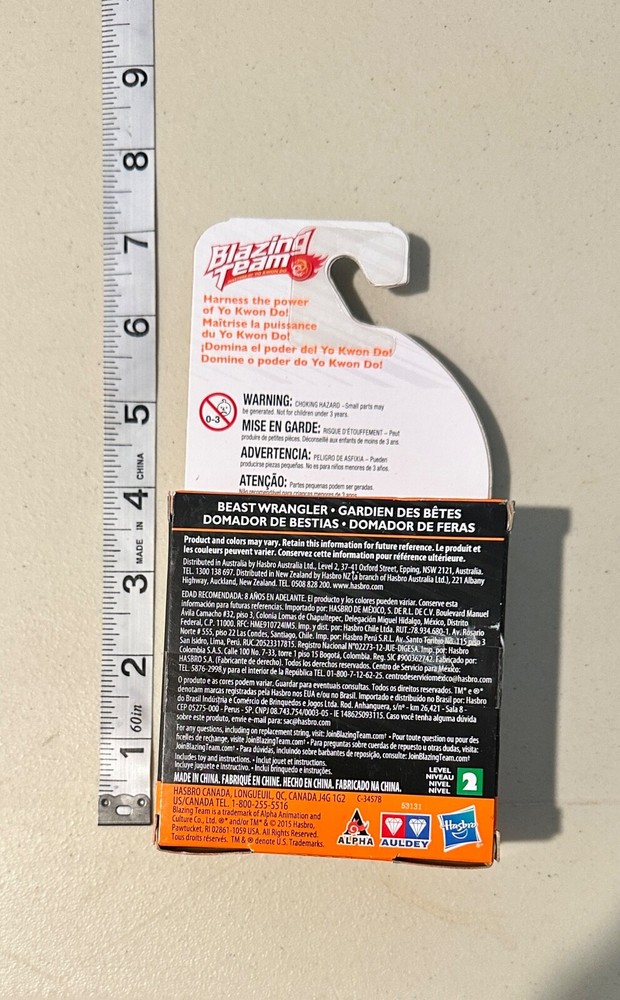 9
8
7
6
5
4
3
2
1
MADE IN CHINA
60in
Blazing
Team
Harness the power
of Yo Kwon Do!
Maîtrise la puissance
du Yo Kwon Do!
¡Domina el poder del Yo Kwon Do!
Domine o poder do Yo Kwon Do!
0-3
WARNING: CHOKING HAZARD –Small parts may
be generated. Not for children under 3 years.
MISE EN GARDE: RISQUE D'ÉTOUFFEMENT – Peut
produire de petites pièces. Déconseillé aux enfants de moins de 3 ans.
ADVERTENCIA: PELIGRO DE ASFIXIA – Pueden
producirse piezas pequeñas. No es para niños menores de 3 años.
ATENÇÃO: Partes pequenas podem ser geradas.
Não recomendável para crianças menores de 3 anos.
BEAST WRANGLER • GARDIEN DES BÊTES
DOMADOR DE BESTIAS • DOMADOR DE FERAS
Product and colors may vary. Retain this information for future reference. Le produit et
les couleurs peuvent varier. Conservez cette information pour référence ultérieure.
Distributed in Australia by Hasbro Australia Ltd., Level 2, 37-41 Oxford Street, Epping, NSW 2121, Australia.
TEL. 1300 138 697. Distributed in New Zealand by Hasbro NZ (a branch of Hasbro Australia Ltd.), 221 Albany
Highway, Auckland, New Zealand. TEL. 0508 828 200. www.hasbro.com
EDAD RECOMENDADA: 8 AÑOS EN ADELANTE. El producto y los colores pueden variar. Conserve esta
información para futuras referencias. Importado por: HASBRO DE MÉXICO, S. DE R.L. DE C.V. Boulevard Manuel
Ávila Camacho #32, piso 3, Colonia Lomas de Chapultepec, Delegación Miguel Hidalgo, México, Distrito
Federal, C.P. 11000. RFC: HME910724IM5. Imp. y dist. por: Hasbro Chile Ltda. RUT.:78.934.680-1, Av. Rosario
Norte # 555, piso 22 Las Condes, Santiago, Chile. Imp. por: Hasbro Perú S.R.L. Av. Santo Toribio No. 115 piso 3
San Isidro, Lima, Perú. RUC.20523317815. Registro N°02273-12-JUE-DIGESA. Imp. por: Hasbro
Colombia S.A.S. Calle 100 No. 7-33, torre 1 piso 15 Bogotá, Colombia. Reg. SIC #900362742. Fabricado por:
HASBRO S.A. (Fabricante de derecho). Todos los derechos reservados. Centro de Servicio para México:
TEL. 5876-2998 y para el interior de la República TEL. 01-800-7-12-62-25. centrodeserviciomexico@hasbro.com
O produto e as cores podem variar. Guardar para eventuais consultas. Todos os direitos reservados. TM* e ®*
denotam marcas registradas pela Hasbro nos EUA e/ou no Brasil. Importado e distribuído no Brasil por: Hasbro
do Brasil Indústria e Comércio de Brinquedos e Jogos Ltda. Rod. Anhanguera, s/nº - km 26,421 - Sala 8 -
CEP 05275-000 - Perus - SP. CNPJ 08.743.754/0003-05 - IE 148625093115. Caso você tenha alguma dúvida
sobre este produto, envie e-mail para: sac@hasbro.com
For any questions, including on replacement string, visit: JoinBlazingTeam.com† • Pour toute question ou pour des
ficelles de rechange, visite JoinBlazingTeam.com† • Para preguntas sobre cuerdas de repuesto u otras dudas, visita:
JoinBlazingTeam.com† • Para dúvidas, incluindo sobre barbantes de reposição, consulte: JoinBlazingTeam.com†
Includes toy and instructions. • Inclut jouet et instructions.
Incluye juguete e instructivo. • Inclui brinquedo e instruções.
MADE IN CHINA. FABRIQUÉ EN CHINE. HECHO EN CHINA. FABRICADO NA CHINA.
LEVEL
NIVEAU
NIVEL
NÍVEL
2
HASBRO CANADA, LONGUEUIL, QC, CANADA J4G 1G2 C-3457B
US/CANADA TEL. 1-800-255-5516
Blazing Team is a trademark of Alpha Animation and
Culture Co., Ltd. ®* and/or TM* & © 2015 Hasbro,
Pawtucket, RI 02861-1059 USA. All Rights Reserved.
Tous droits réservés. TM & ® denote U.S. Trademarks.
53131
ALPHA
AULDEY
Hasbro